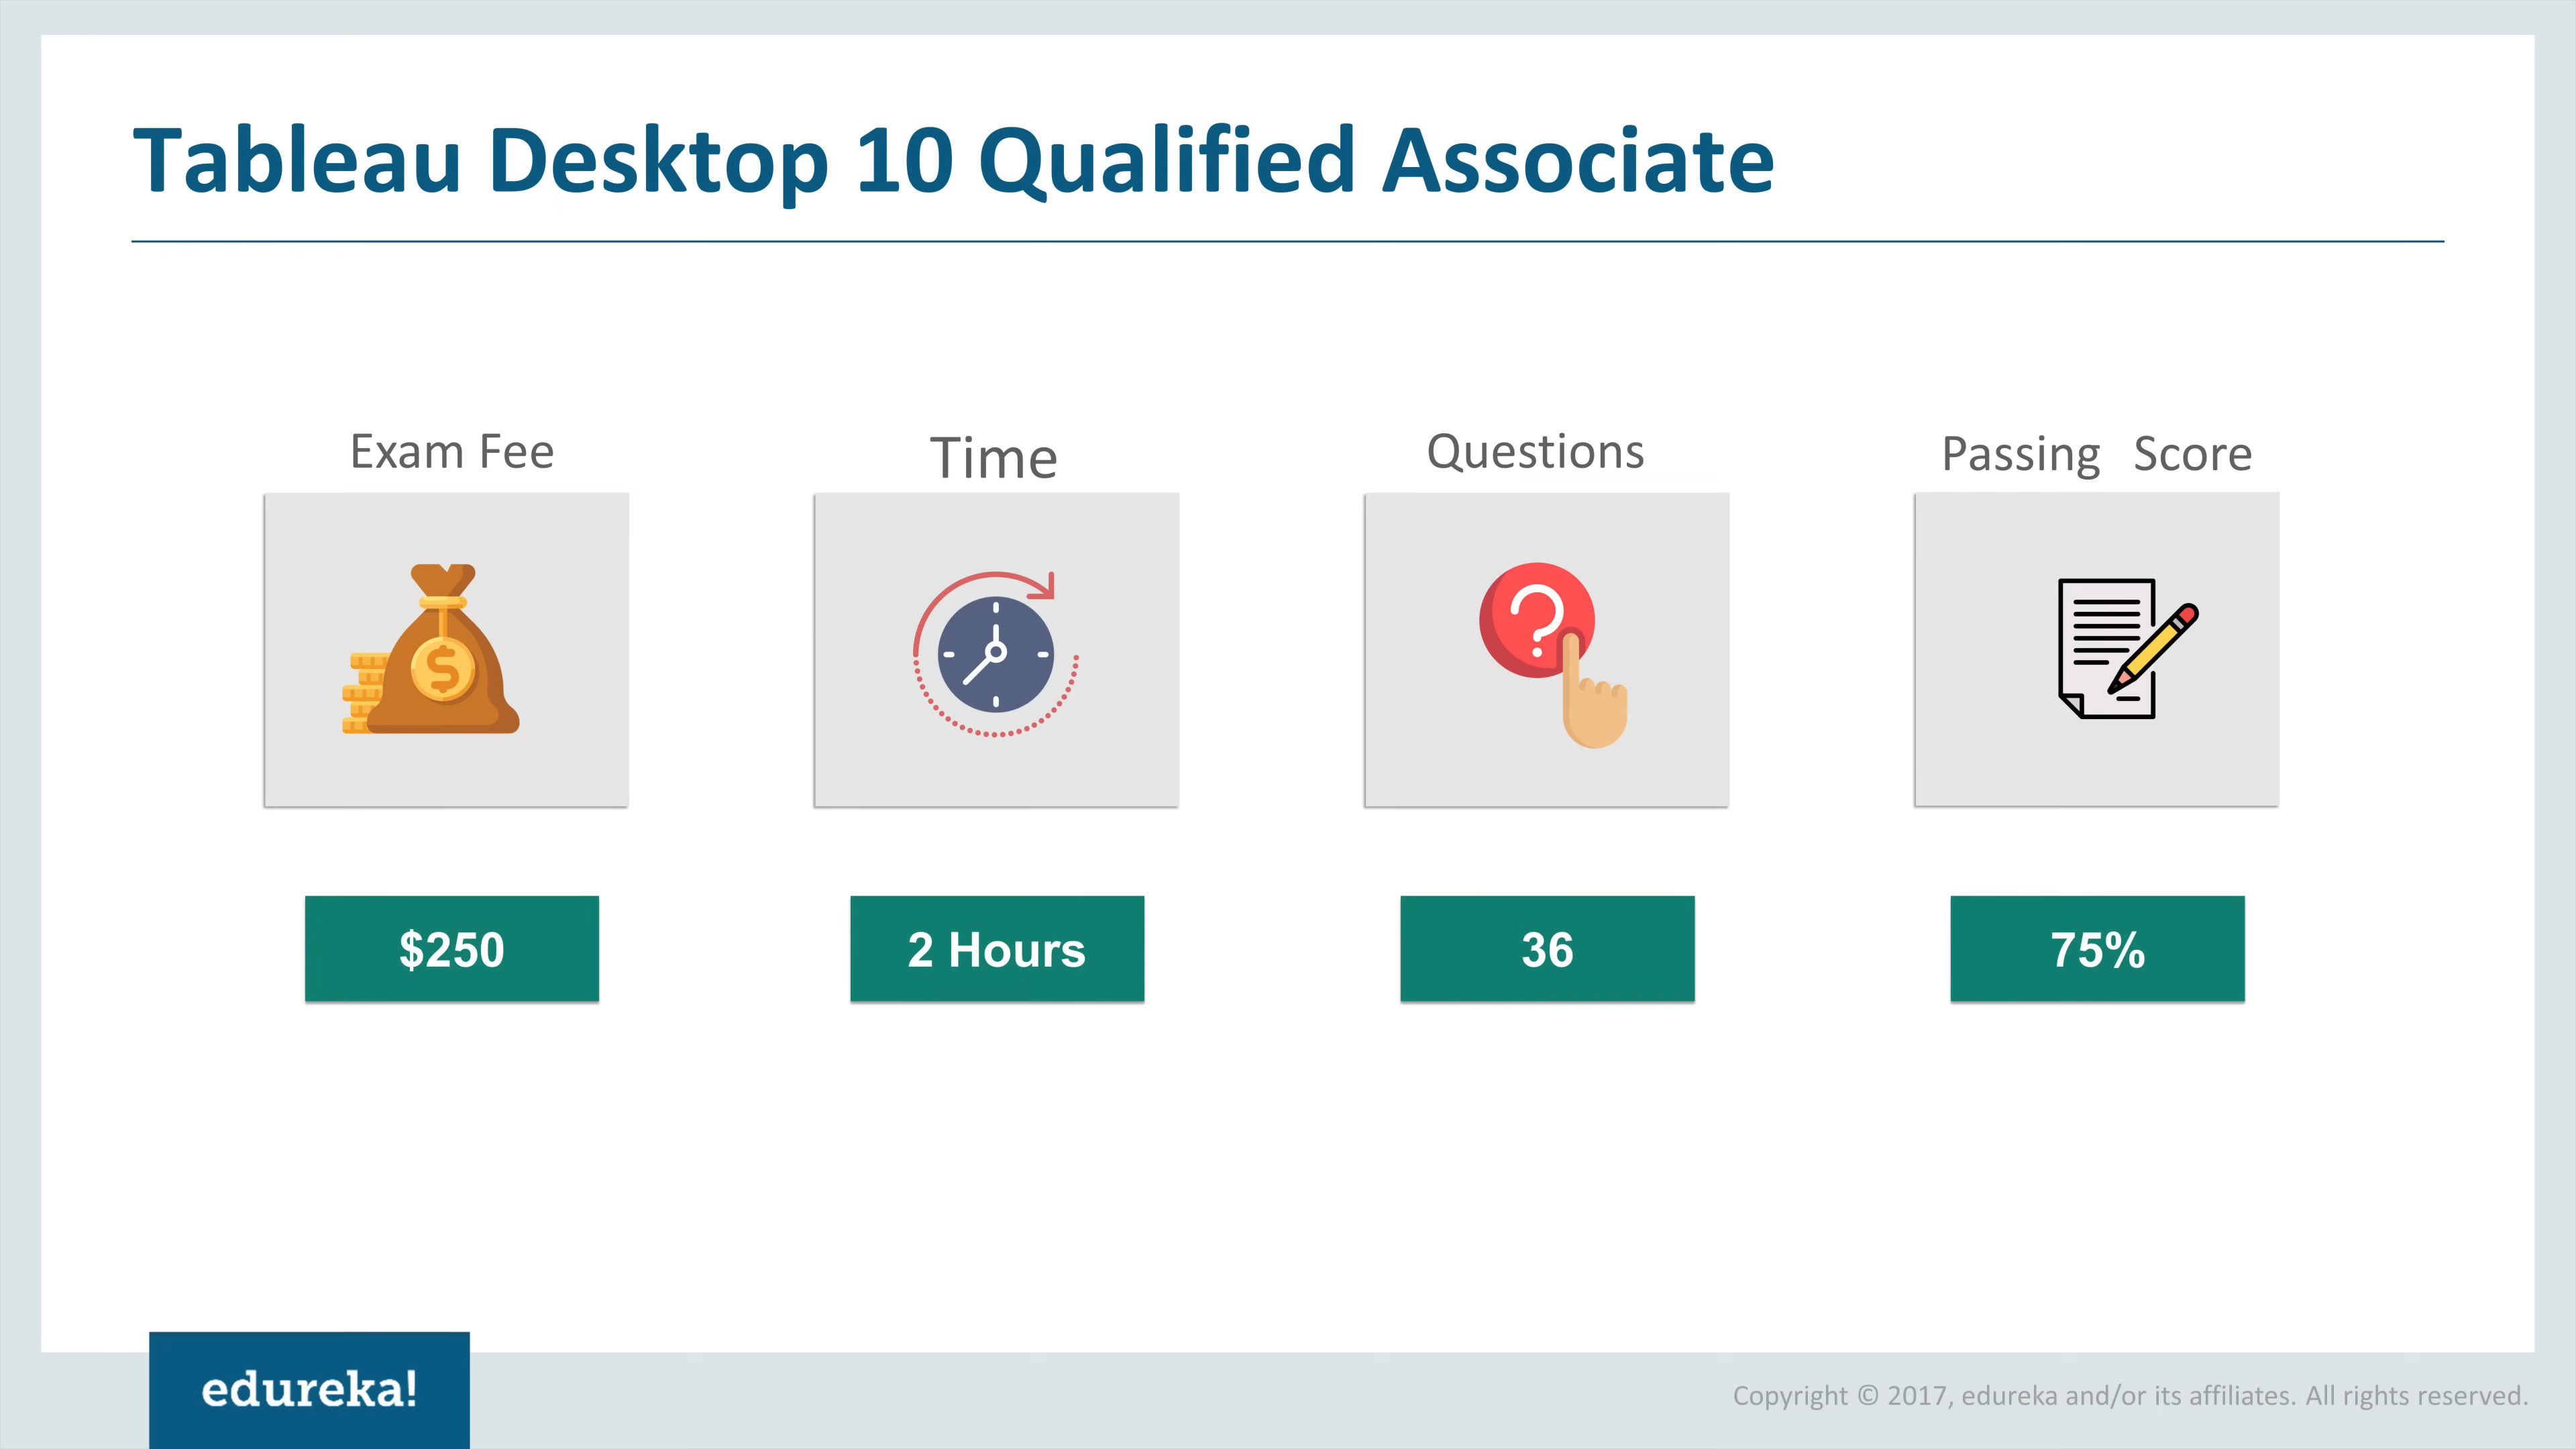 Tableau Desktop 10 Qualified Associate
Exam Fee
Time
Questions
Passing Score
$
?
$250
2 Hours
36
75%
edureka!
Copyright © 2017, edureka and/or its affiliates. All rights reserved.